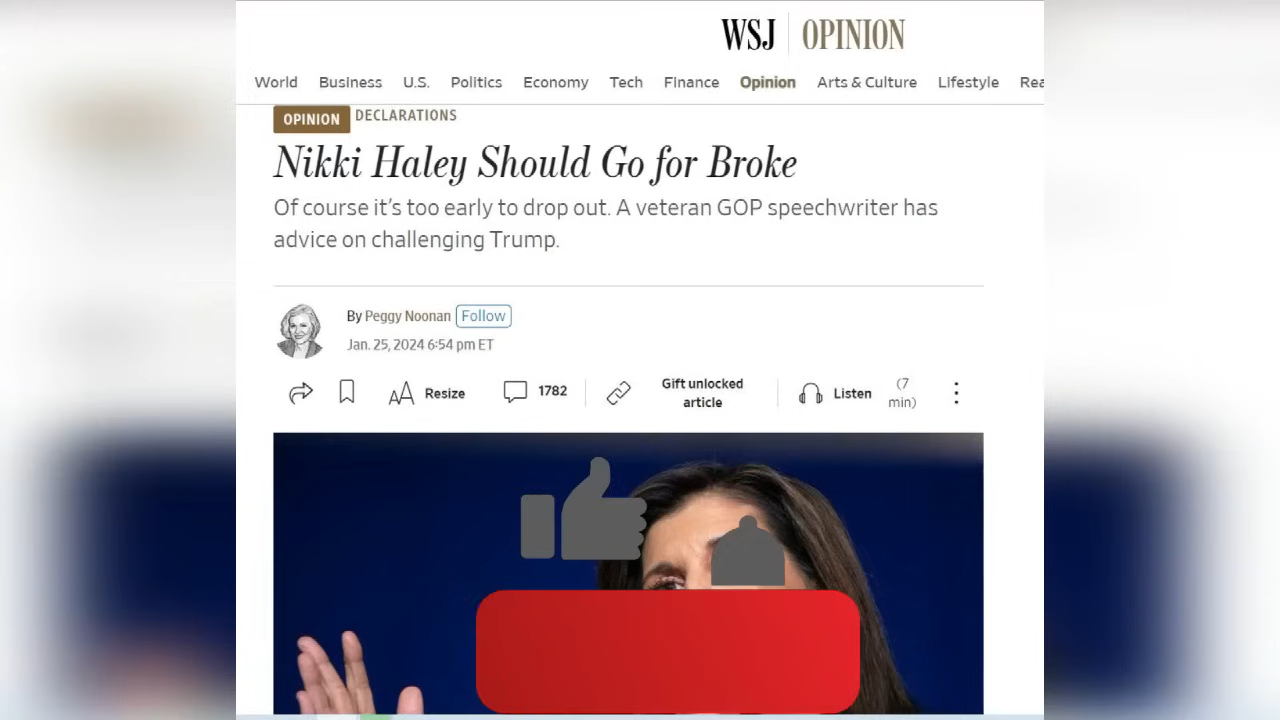 WSJ OPINION
World Business U.S. Politics Economy Tech Finance Opinion Arts & Culture Lifestyle Rea
OPINION DECLARATIONS
Nikki Haley Should Go for Broke
Of course it's too early to drop out. A veteran GOP speechwriter has
advice on challenging Trump.
By Peggy Noonan Follow
Jan. 25, 2024 6:54 pm ET
Resize 1782 Gift unlocked article Listen (7 min)